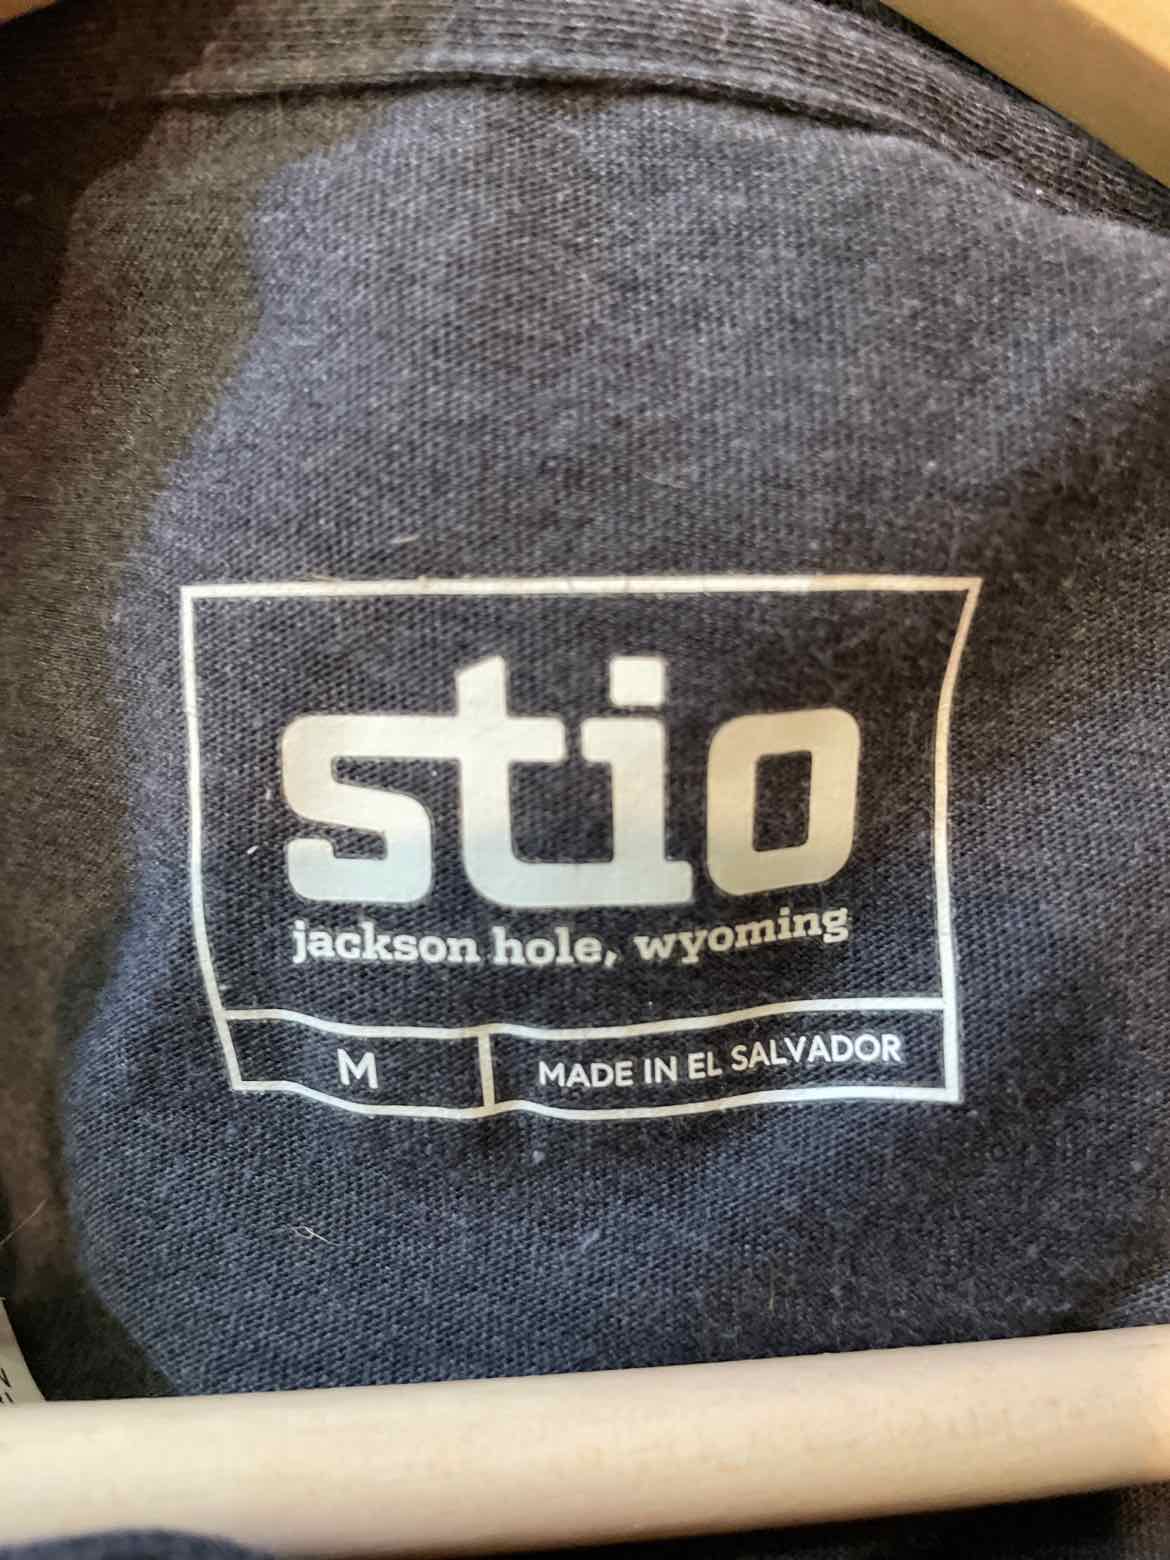 stio
jackson hole, wyoming
M
MADE IN EL SALVADOR